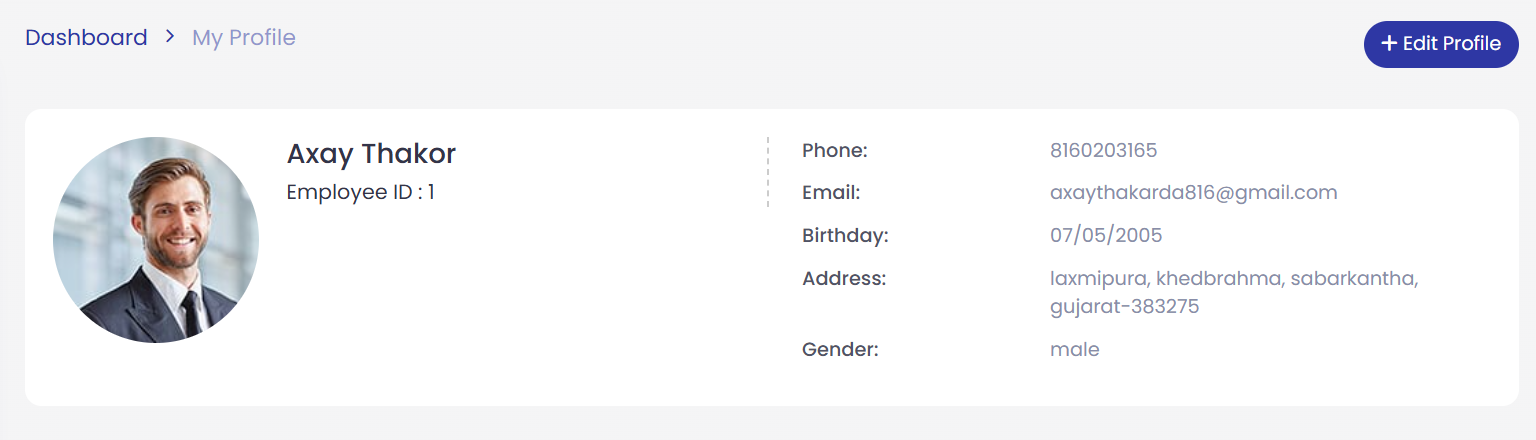 Dashboard > My Profile
+ Edit Profile
Axay Thakor
Employee ID : 1
Phone: 8160203165
Email: axaythakarda816@gmail.com
Birthday: 07/05/2005
Address: laxmipura, khedbrahma, sabarkantha,
gujarat-383275
Gender: male